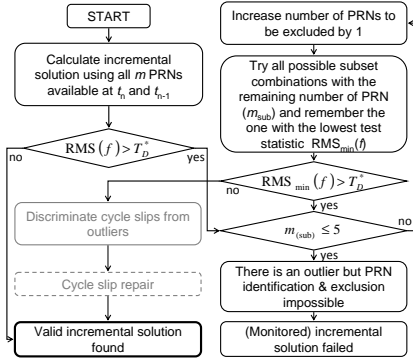 START
Calculate incremental
solution using all m PRNs
available at tn and tn-1
RMS(f) > T*D
no
yes
Discriminate cycle slips from
outliers
Cycle slip repair
Valid incremental solution
found
Increase number of PRNs to
be excluded by 1
Try all possible subset
combinations with the
remaining number of PRN
(msub) and remember the
one with the lowest test
statistic RMSmin(f)
RMS min (f) > T*D
no
yes
m(sub) ≤ 5
no
yes
There is an outlier but PRN
identification & exclusion
impossible
(Monitored) incremental
solution failed